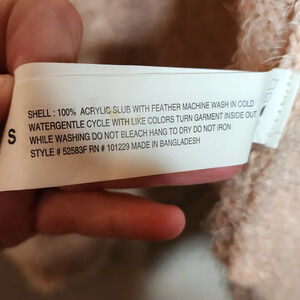 SHELL : 100% ACRYLIC SLUB WITH FEATHER MACHINE WASH IN COLD
WATERGENTLE CYCLE WITH LIKE COLORS TURN GARMENT INSIDE OUT
WHILE WASHING DO NOT BLEACH HANG TO DRY DO NOT IRON
STYLE # 52583F RN # 101229 MADE IN BANGLADESH
S